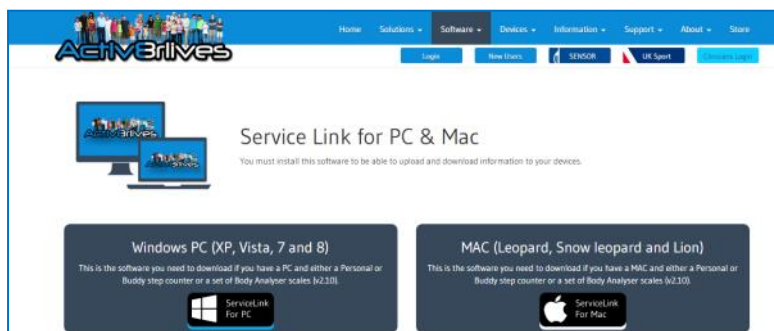 Home Solutions Software Devices Information Support About Store
Activ8rlives
Login New Users SENSOR UK Sport Clinicians Login
Activ8rlives
Activ8rlives
Service Link for PC & Mac
You must install this software to be able to upload and download information to your devices.
Windows PC (XP, Vista, 7 and 8)
This is the software you need to download if you have a PC and either a Personal or
Buddy step counter or a set of Body Analyser scales (v2.10).
ServiceLink
For PC
MAC (Leopard, Snow leopard and Lion)
This is the software you need to download if you have a MAC and either a Personal or
Buddy step counter or a set of Body Analyser scales (v2.10).
ServiceLink
For Mac